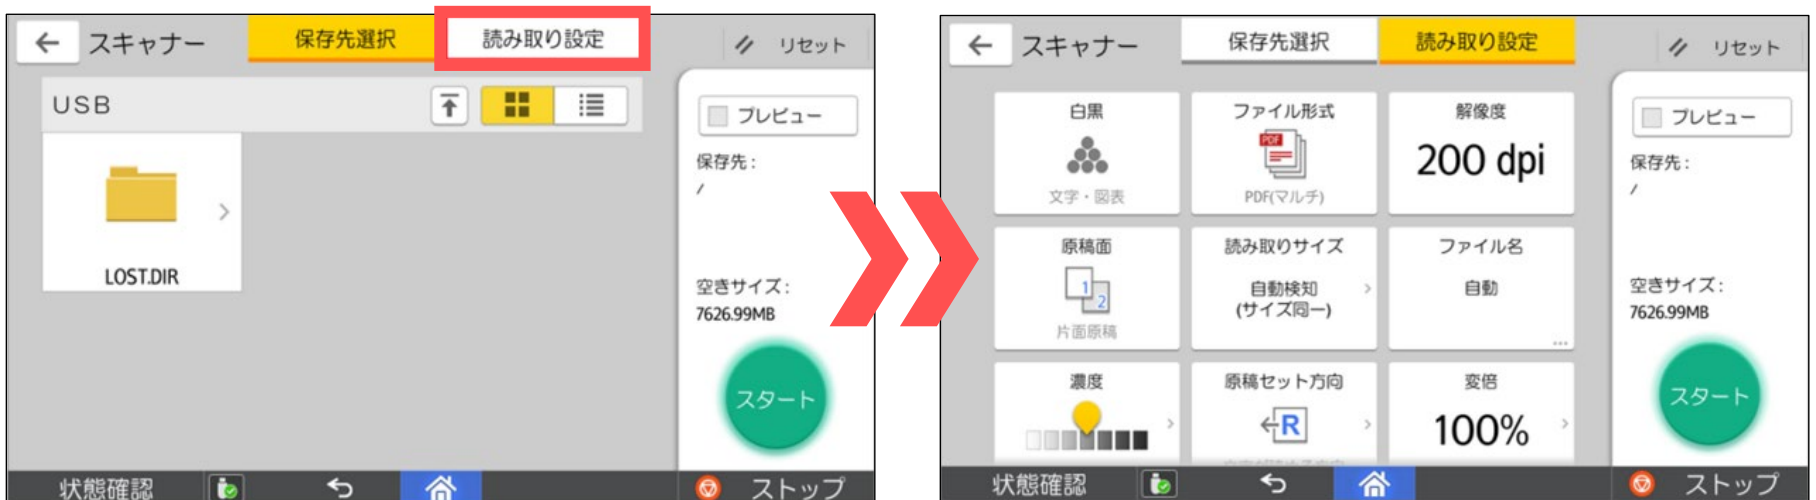 スキャナー
保存先選択
読み取り設定
リセット
USB
LOST.DIR
プレビュー
保存先:
/
空きサイズ:
7626.99MB
スタート
状態確認
ストップ
スキャナー
保存先選択
読み取り設定
リセット
白黒
文字・図表
ファイル形式
PDF
PDF(マルチ)
解像度
200 dpi
原稿面
1
2
片面原稿
読み取りサイズ
自動検知
(サイズ同一)
ファイル名
自動
...
濃度
原稿セット方向
R
変倍
100%
プレビュー
保存先:
/
空きサイズ:
7626.99MB
スタート
状態確認
ストップ